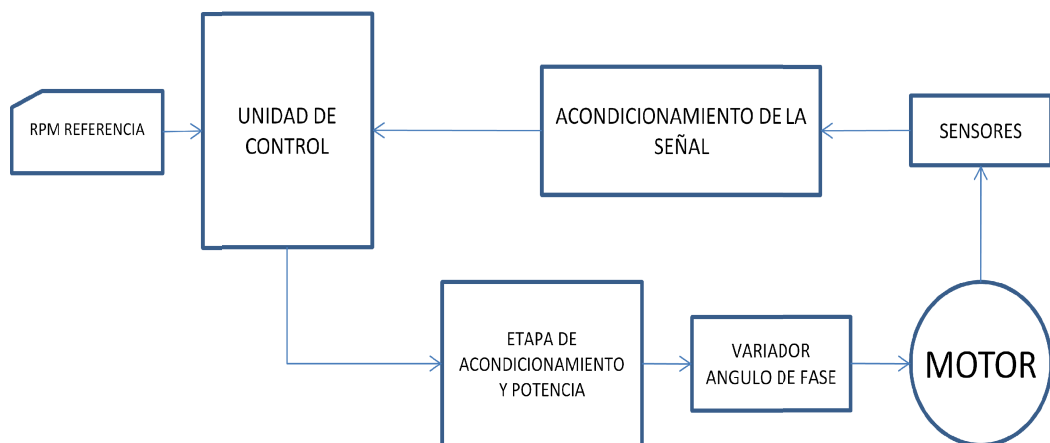 RPM REFERENCIA
UNIDAD DE
CONTROL
ACONDICIONAMIENTO DE LA
SEÑAL
SENSORES
ETAPA DE
ACONDICIONAMIENTO
Y POTENCIA
VARIADOR
ANGULO DE FASE
MOTOR